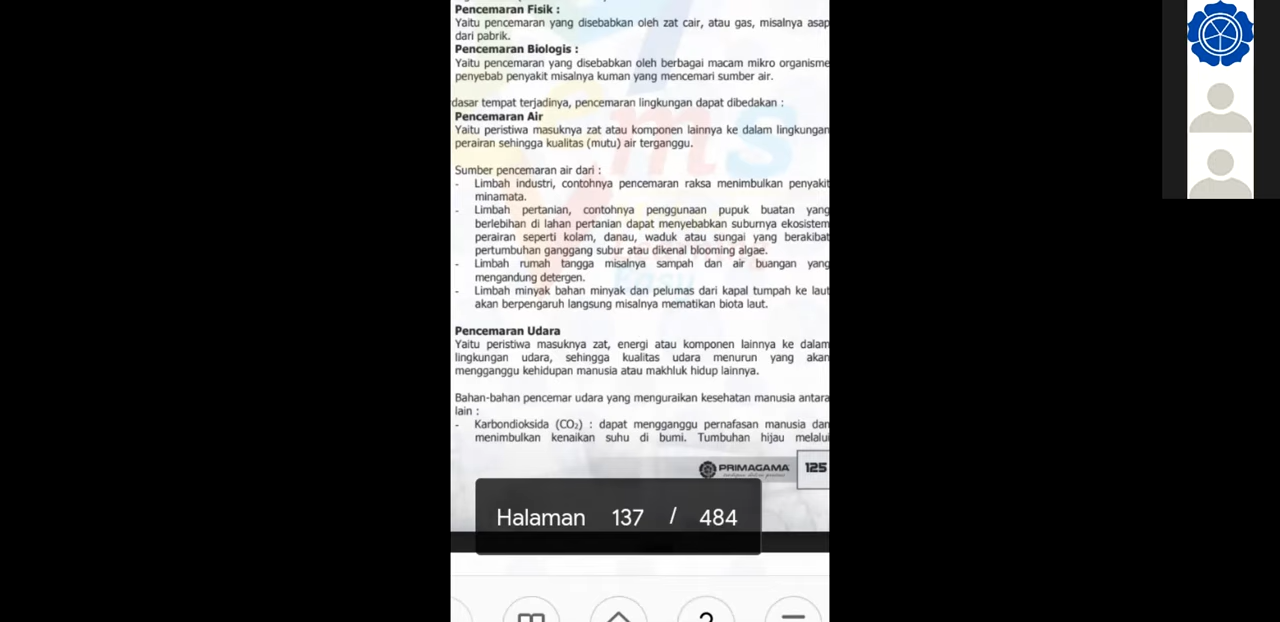 Pencemaran Fisik :
Yaitu pencemaran yang disebabkan oleh zat cair, atau gas, misalnya asap
dari pabrik.
Pencemaran Biologis :
Yaitu pencemaran yang disebabkan oleh berbagai macam mikro organisme
penyebab penyakit misalnya kuman yang mencemari sumber air.
dasar tempat terjadinya, pencemaran lingkungan dapat dibedakan :
Pencemaran Air
Yaitu peristiwa masuknya zat atau komponen lainnya ke dalam lingkungan
perairan sehingga kualitas (mutu) air terganggu.
Sumber pencemaran air dari :
- Limbah industri, contohnya pencemaran raksa menimbulkan penyakit
minamata.
- Limbah pertanian, contohnya penggunaan pupuk buatan yang
berlebihan di lahan pertanian dapat menyebabkan suburnya ekosistem
perairan seperti kolam, danau, waduk atau sungai yang berakibat
pertumbuhan ganggang subur atau dikenal blooming algae.
- Limbah rumah tangga misalnya sampah dan air buangan yang
mengandung detergen.
- Limbah minyak bahan minyak dan pelumas dari kapal tumpah ke laut
akan berpengaruh langsung misalnya mematikan biota laut.
Pencemaran Udara
Yaitu peristiwa masuknya zat, energi atau komponen lainnya ke dalam
lingkungan udara, sehingga kualitas udara menurun yang akan
mengganggu kehidupan manusia atau makhluk hidup lainnya.
Bahan-bahan pencemar udara yang menguraikan kesehatan manusia antara
lain :
- Karbondioksida (CO₂) : dapat mengganggu pernafasan manusia dan
menimbulkan kenaikan suhu di bumi. Tumbuhan hijau melalui
PRIMAGAMA
125
Halaman 137 / 484